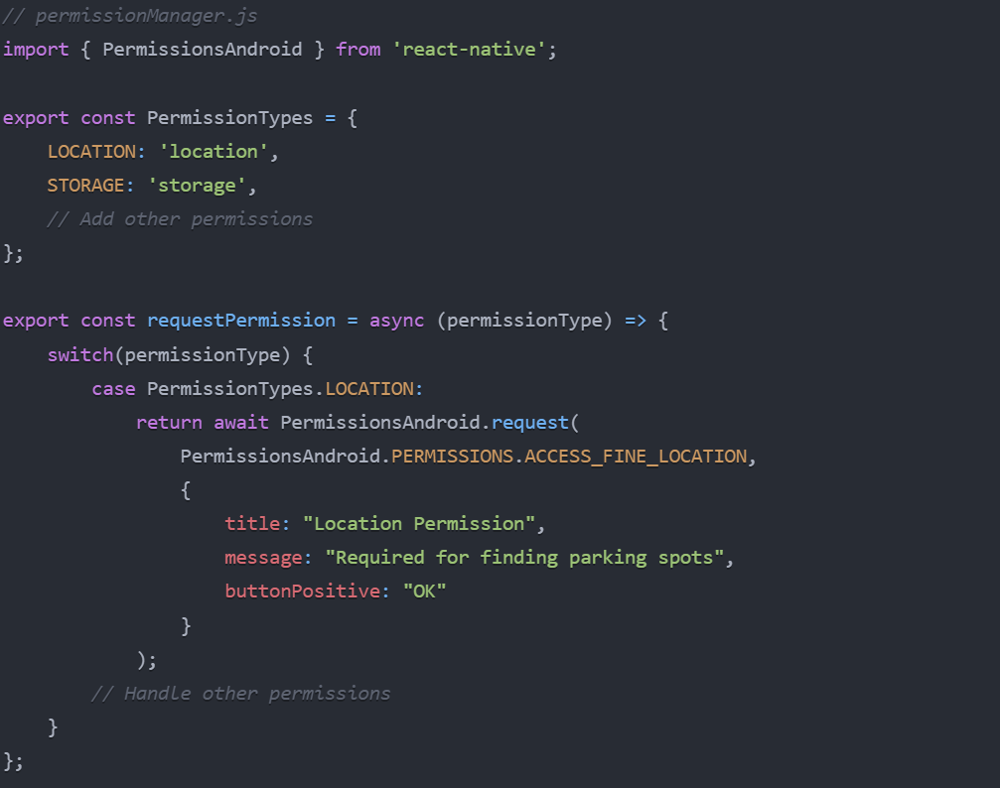 // permissionManager.js
import { PermissionsAndroid } from 'react-native';

export const PermissionTypes = {
    LOCATION: 'location',
    STORAGE: 'storage',
    // Add other permissions
};

export const requestPermission = async (permissionType) => {
    switch(permissionType) {
        case PermissionTypes.LOCATION:
            return await PermissionsAndroid.request(
                PermissionsAndroid.PERMISSIONS.ACCESS_FINE_LOCATION,
                {
                    title: "Location Permission",
                    message: "Required for finding parking spots",
                    buttonPositive: "OK"
                }
            );
        // Handle other permissions
    }
};